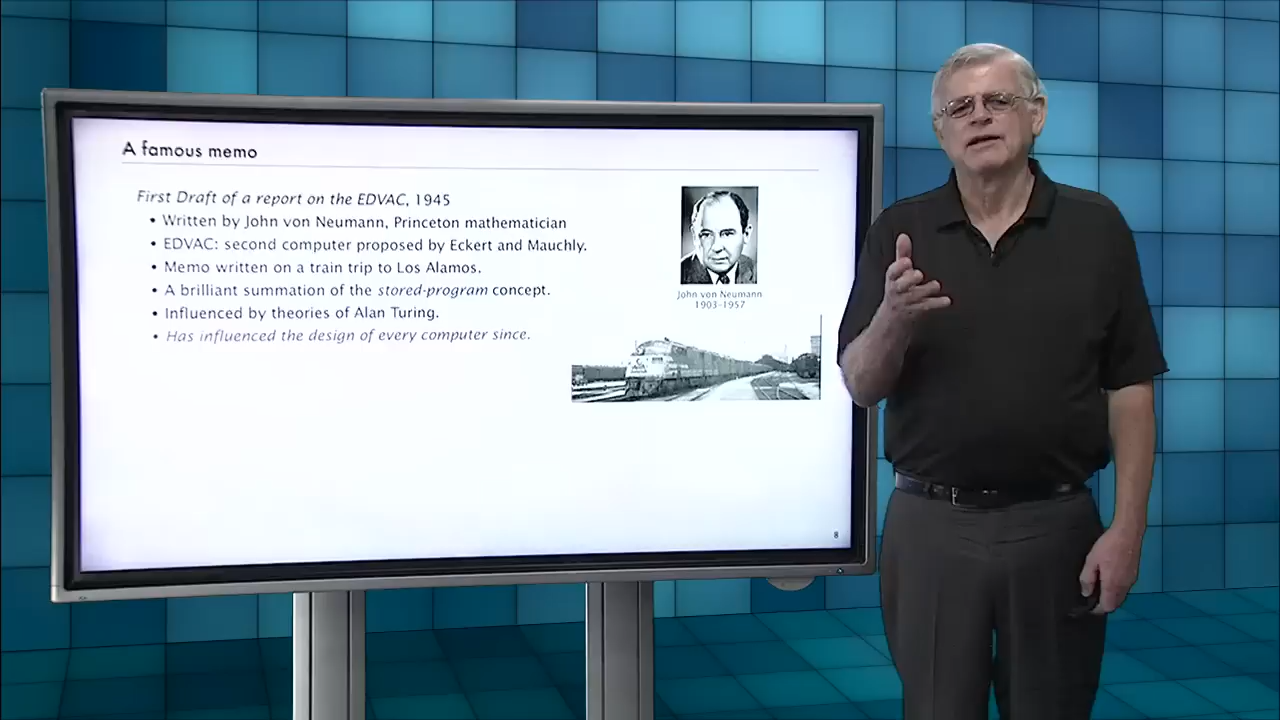 A famous memo
First Draft of a report on the EDVAC, 1945
• Written by John von Neumann, Princeton mathematician
• EDVAC: second computer proposed by Eckert and Mauchly.
• Memo written on a train trip to Los Alamos.
• A brilliant summation of the stored-program concept.
• Influenced by theories of Alan Turing.
• Has influenced the design of every computer since.
John von Neumann
1903–1957
8